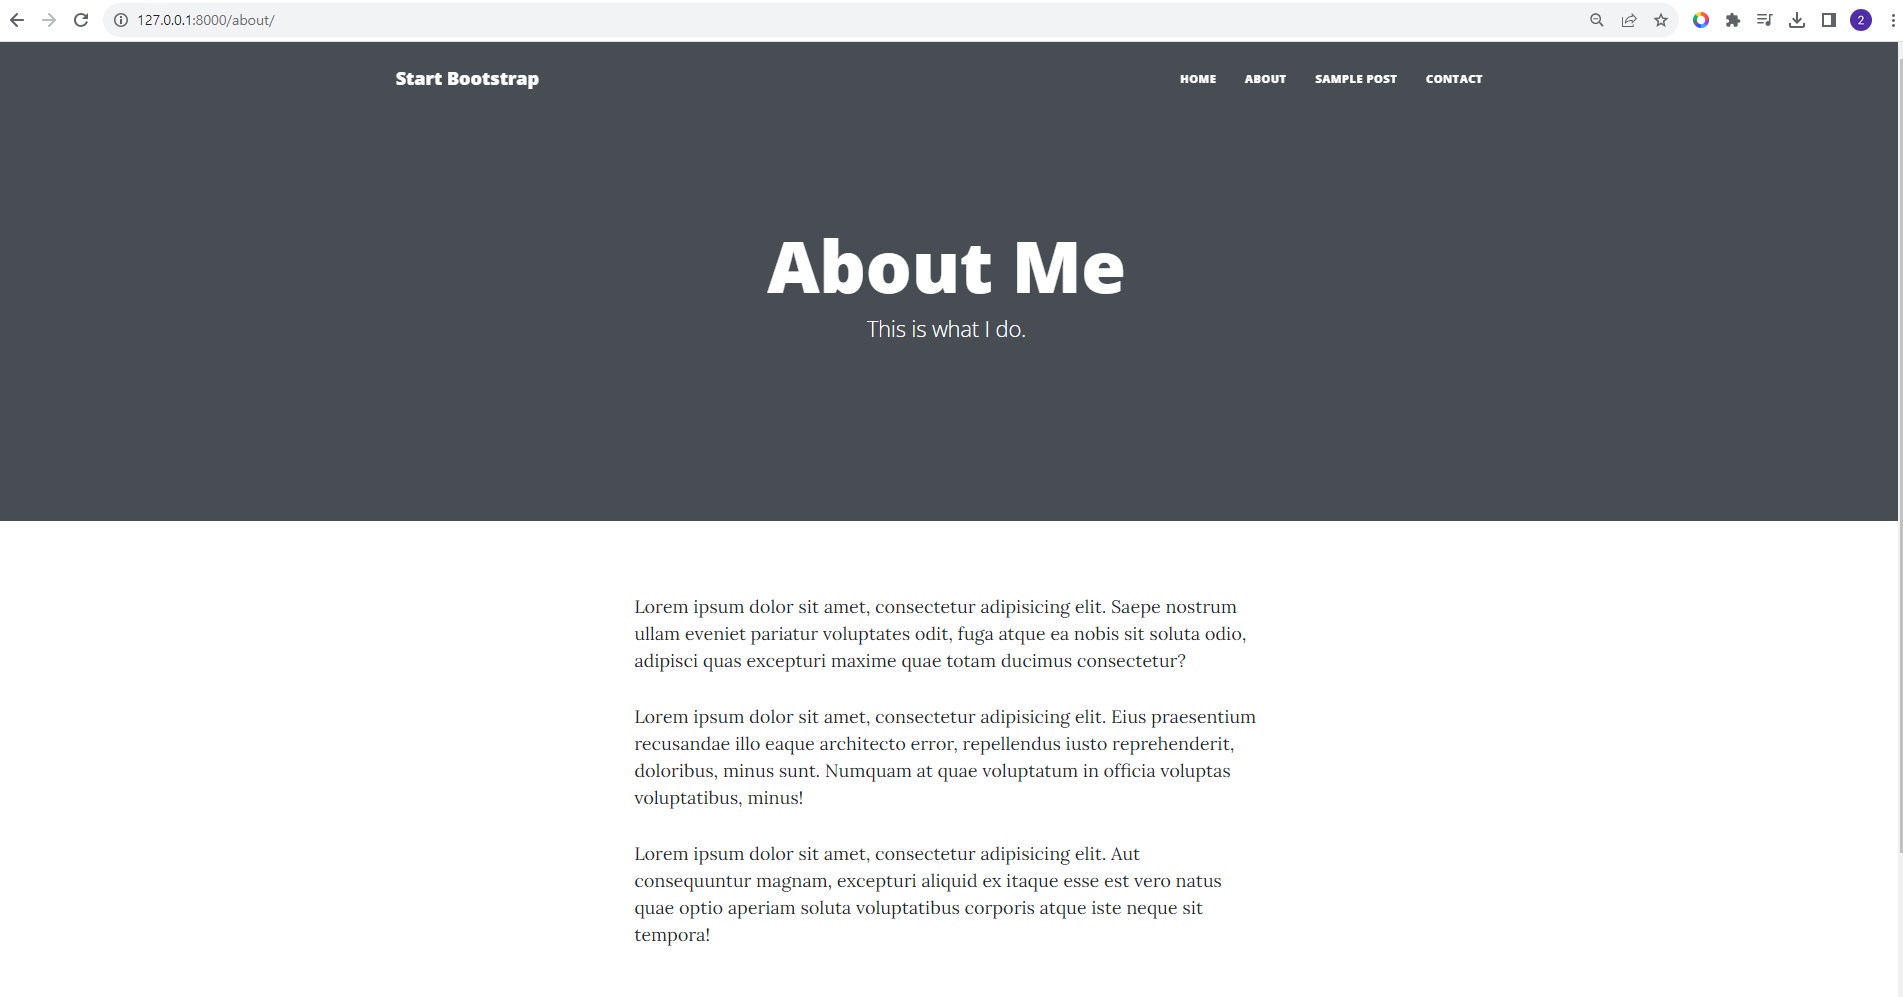 127.0.0.1:8000/about/
2
Start Bootstrap
HOME ABOUT SAMPLE POST CONTACT
About Me
This is what I do.
Lorem ipsum dolor sit amet, consectetur adipisicing elit. Saepe nostrum
ullam eveniet pariatur voluptates odit, fuga atque ea nobis sit soluta odio,
adipisci quas excepturi maxime quae totam ducimus consectetur?
Lorem ipsum dolor sit amet, consectetur adipisicing elit. Eius praesentium
recusandae illo eaque architecto error, repellendus iusto reprehenderit,
doloribus, minus sunt. Numquam at quae voluptatum in officia voluptas
voluptatibus, minus!
Lorem ipsum dolor sit amet, consectetur adipisicing elit. Aut
consequuntur magnam, excepturi aliquid ex itaque esse est vero natus
quae optio aperiam soluta voluptatibus corporis atque iste neque sit
tempora!